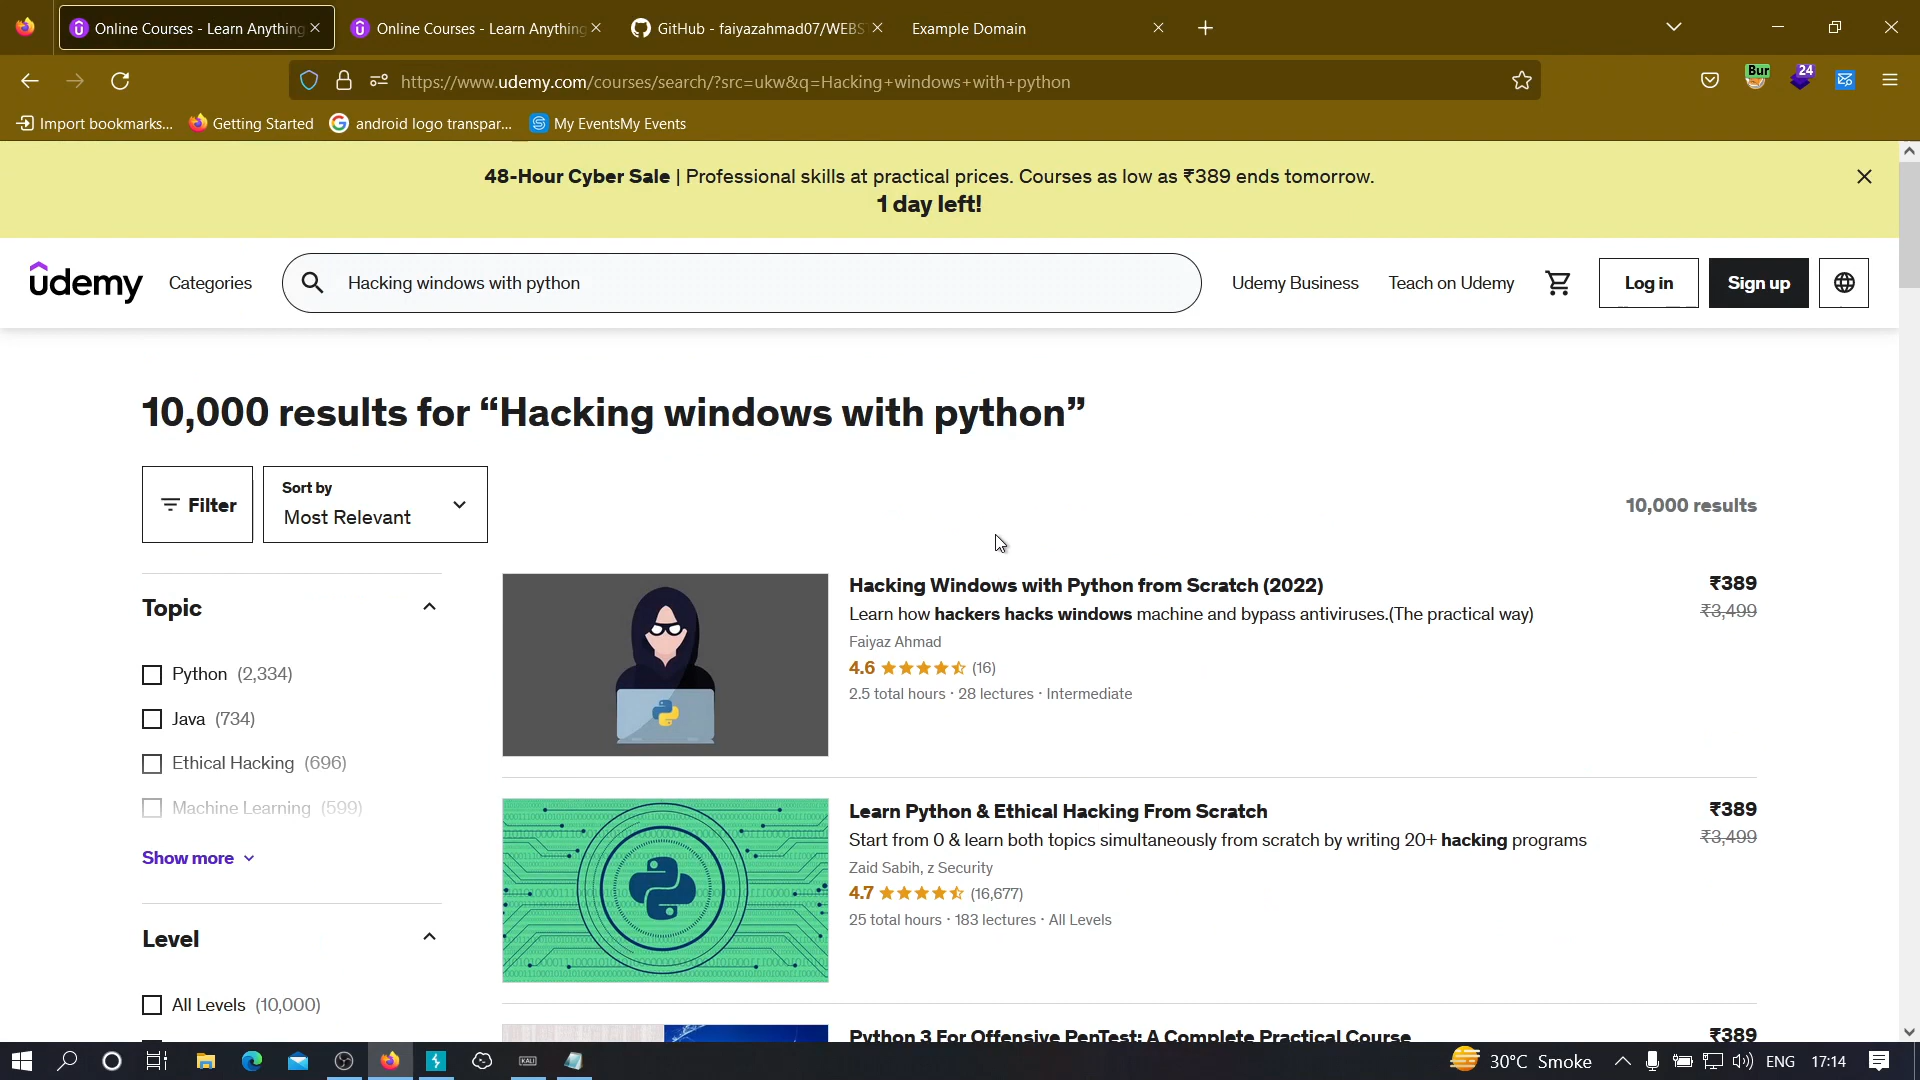 Online Courses - Learn Anything
Online Courses - Learn Anything
GitHub - faiyazahmad07/WEBS
Example Domain
https://www.udemy.com/courses/search/?src=ukw&q=Hacking+windows+with+python
Bur
24
Import bookmarks...
Getting Started
android logo transpar...
My EventsMy Events
48-Hour Cyber Sale | Professional skills at practical prices. Courses as low as ₹389 ends tomorrow.
1 day left!
udemy
Categories
Hacking windows with python
Udemy Business
Teach on Udemy
Log in
Sign up
10,000 results for “Hacking windows with python”
Filter
Sort by
Most Relevant
10,000 results
Topic
Python (2,334)
Java (734)
Ethical Hacking (696)
Machine Learning (599)
Show more
Level
All Levels (10,000)
Hacking Windows with Python from Scratch (2022)
₹389
Learn how hackers hacks windows machine and bypass antiviruses.(The practical way)
₹3,499
Faiyaz Ahmad
4.6 (16)
2.5 total hours · 28 lectures · Intermediate
Learn Python & Ethical Hacking From Scratch
₹389
Start from 0 & learn both topics simultaneously from scratch by writing 20+ hacking programs
₹3,499
Zaid Sabih, z Security
4.7 (16,677)
25 total hours · 183 lectures · All Levels
Python 3 For Offensive PenTest: A Complete Practical Course
₹389
KALI
30°C Smoke
ENG
17:14